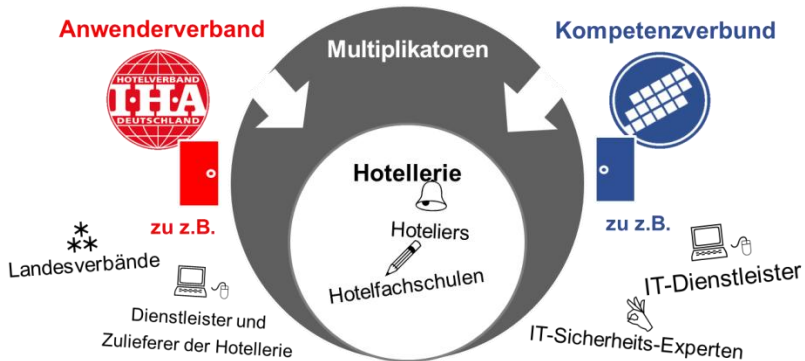 Anwenderverband
HOTELVERBAND
I·H·A
DEUTSCHLAND
zu z.B.
Landesverbände
Dienstleister und
Zulieferer der Hotellerie
Multiplikatoren
Hotellerie
Hoteliers
Hotelfachschulen
Kompetenzverbund
zu z.B.
IT-Dienstleister
IT-Sicherheits-Experten